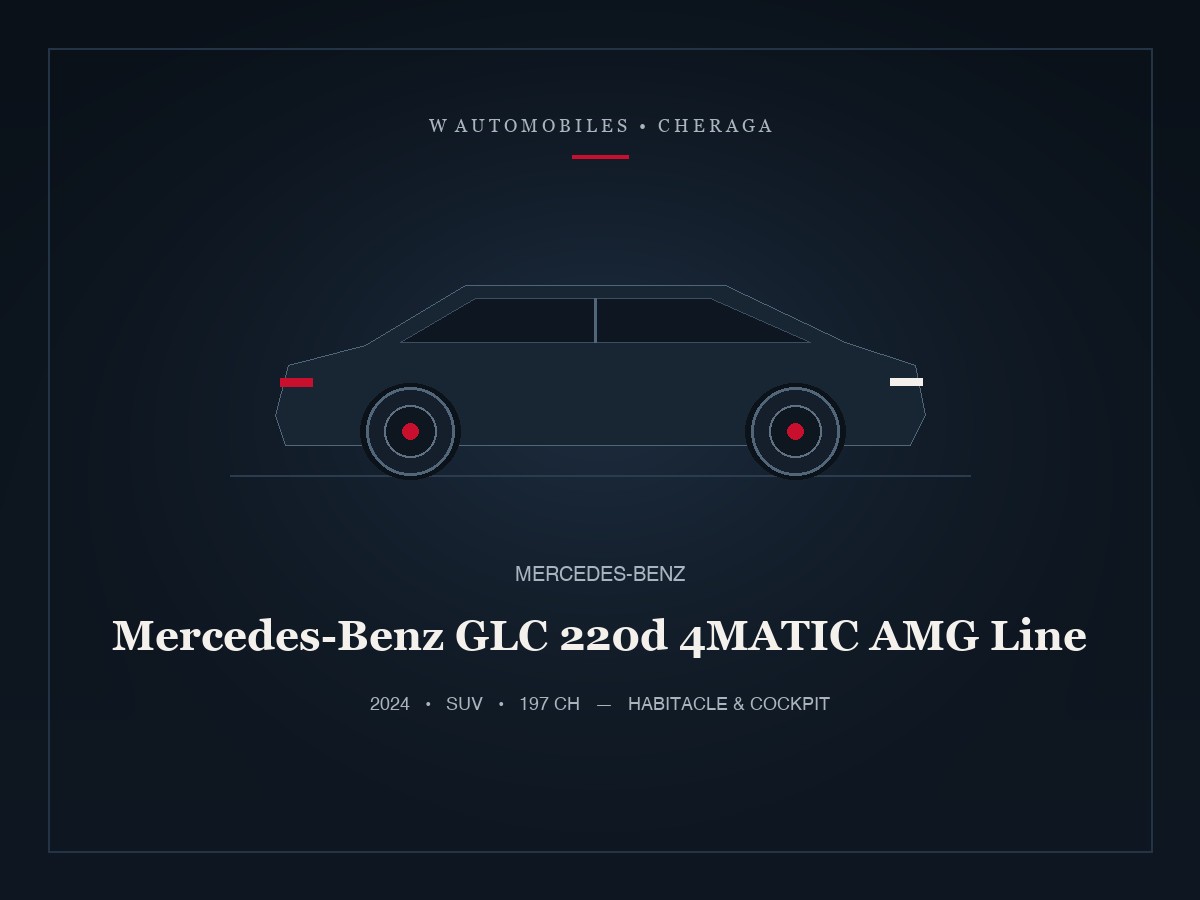 W AUTOMOBILES • CHERAGA
MERCEDES-BENZ
Mercedes-Benz GLC 220d 4MATIC AMG Line
2024 • SUV • 197 CH — HABITACLE & COCKPIT